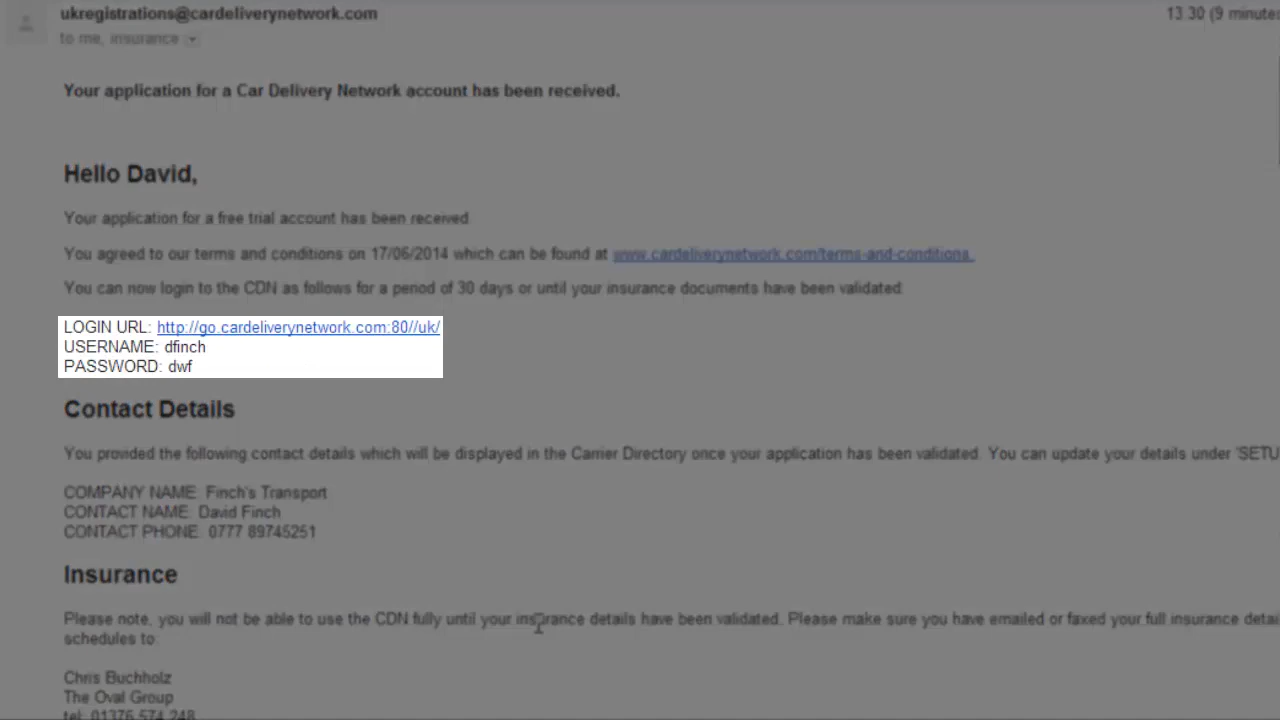 ukregistrations@cardeliverynetwork.com
13:30 (9 minutes
to me, insurance
Your application for a Car Delivery Network account has been received.
Hello David,
Your application for a free trial account has been received.
You agreed to our terms and conditions on 17/06/2014 which can be found at www.cardeliverynetwork.com/terms-and-conditions.
You can now login to the CDN as follows for a period of 30 days or until your insurance documents have been validated:
LOGIN URL: http://go.cardeliverynetwork.com:80//uk/
USERNAME: dfinch
PASSWORD: dwf
Contact Details
You provided the following contact details which will be displayed in the Carrier Directory once your application has been validated. You can update your details under 'SETU
COMPANY NAME: Finch's Transport
CONTACT NAME: David Finch
CONTACT PHONE: 0777 89745251
Insurance
Please note, you will not be able to use the CDN fully until your insurance details have been validated. Please make sure you have emailed or faxed your full insurance detai
schedules to:
Chris Buchholz
The Oval Group
tel: 01376 574 248